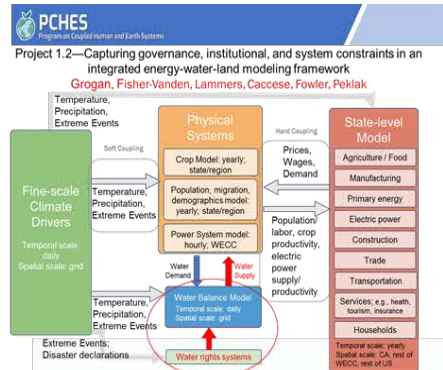 PCHES
Program on Coupled Human and Earth Systems
Project 1.2—Capturing governance, institutional, and system constraints in an
integrated energy-water-land modeling framework
Grogan, Fisher-Vanden, Lammers, Caccese, Fowler, Peklak
Temperature,
Precipitation,
Extreme Events
Fine-scale
Climate
Drivers
Temporal scale:
daily
Spatial scale: grid
Soft Coupling
Temperature,
Precipitation,
Extreme Events
Temperature,
Precipitation,
Extreme Events
Extreme Events;
Disaster declarations
Physical
Systems
Crop Model: yearly;
state/region
Population, migration,
demographics model:
yearly; state/region
Power System model:
hourly; WECC
Water
Demand
Water
Supply
Water Balance Model
Temporal scale: daily
Spatial scale: grid
Water rights systems
Hard Coupling
Prices,
Wages,
Demand
Population/
labor, crop
productivity,
electric
power
supply/
productivity
State-level
Model
Agriculture / Food
Manufacturing
Primary energy
Electric power
Construction
Trade
Transportation
Services; e.g., health,
tourism, insurance
Households
Temporal scale: yearly
Spatial scale: CA, rest of
WECC; rest of US